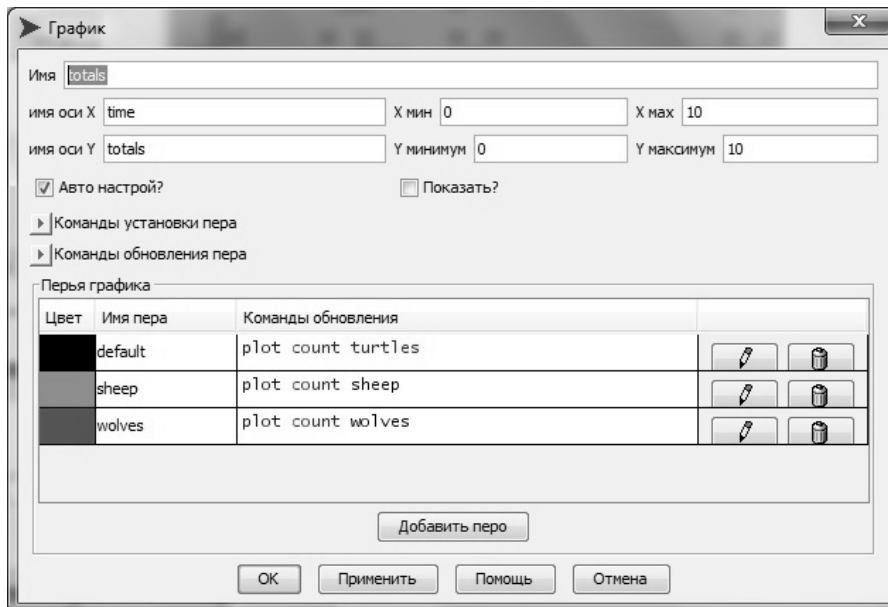 График
Имя totals
имя оси X time X мин 0 X мах 10
имя оси Y totals Y минимум 0 Y максимум 10
Авто настрой? Показать?
Команды установки пера
Команды обновления пера
Перья графика
Цвет Имя пера Команды обновления
default plot count turtles
sheep plot count sheep
wolves plot count wolves
Добавить перо
OK Применить Помощь Отмена